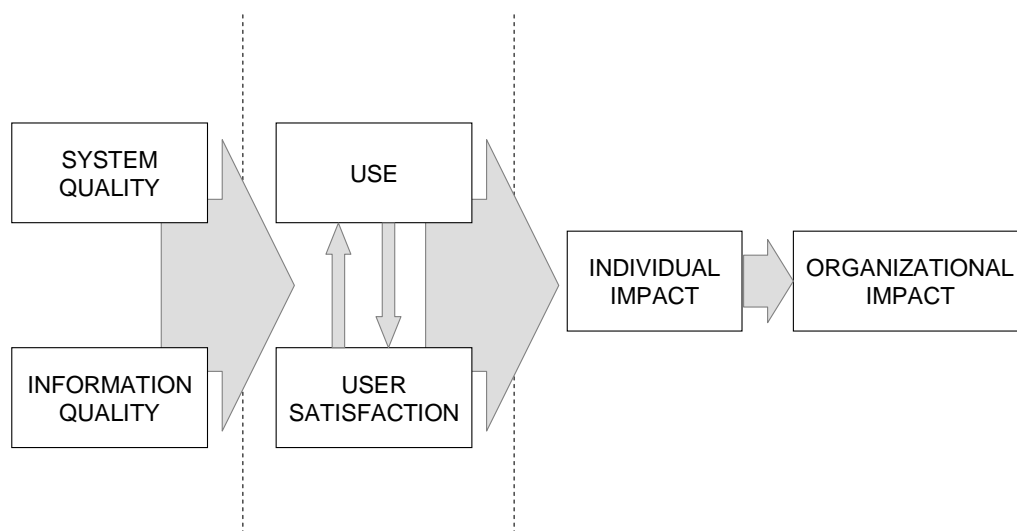 SYSTEM
QUALITY
USE
INDIVIDUAL
IMPACT
ORGANIZATIONAL
IMPACT
INFORMATION
QUALITY
USER
SATISFACTION